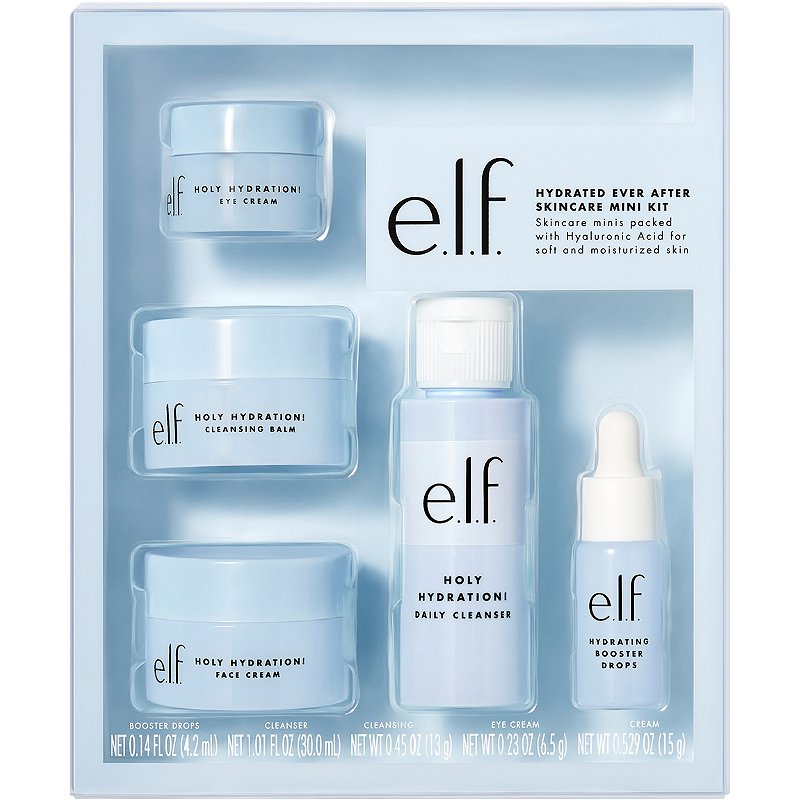 HOLY HYDRATION!
EYE CREAM
e.l.f.
e.l.f.
HYDRATED EVER AFTER
SKINCARE MINI KIT
Skincare minis packed
with Hyaluronic Acid for
soft and moisturized skin
HOLY HYDRATION!
CLEANSING BALM
e.l.f.
e.l.f.
HOLY
HYDRATION!
DAILY CLEANSER
e.l.f.
HYDRATING
BOOSTER
DROPS
HOLY HYDRATION!
FACE CREAM
e.l.f.
BOOSTER DROPS CLEANSER CLEANSING EYE CREAM CREAM
NET 0.14 FL OZ (4.2 mL) NET 1.01 FL OZ (30.0 mL) NET WT 0.45 OZ (13 g) NET WT 0.23 OZ (6.5 g) NET WT 0.529 OZ (15 g)